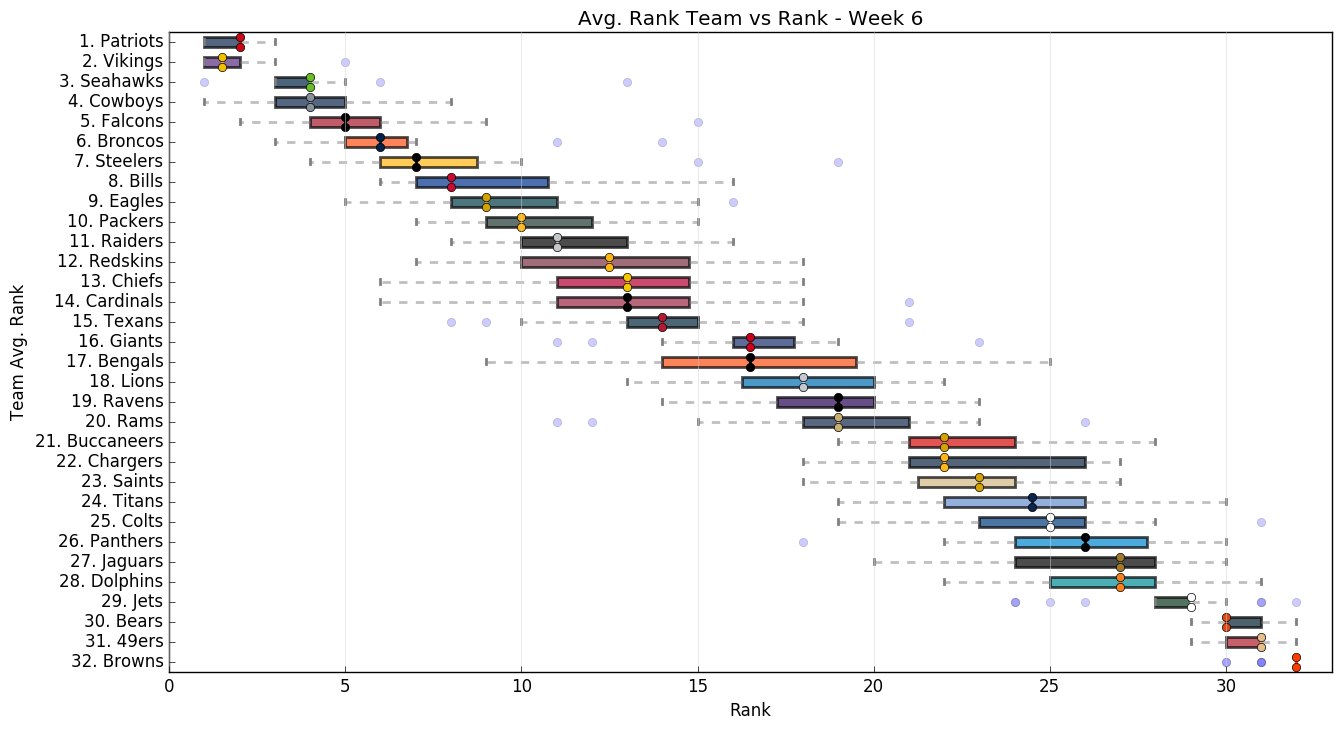 Avg. Rank Team vs Rank - Week 6
Team Avg. Rank
1. Patriots
2. Vikings
3. Seahawks
4. Cowboys
5. Falcons
6. Broncos
7. Steelers
8. Bills
9. Eagles
10. Packers
11. Raiders
12. Redskins
13. Chiefs
14. Cardinals
15. Texans
16. Giants
17. Bengals
18. Lions
19. Ravens
20. Rams
21. Buccaneers
22. Chargers
23. Saints
24. Titans
25. Colts
26. Panthers
27. Jaguars
28. Dolphins
29. Jets
30. Bears
31. 49ers
32. Browns
0 5 10 15 20 25 30
Rank